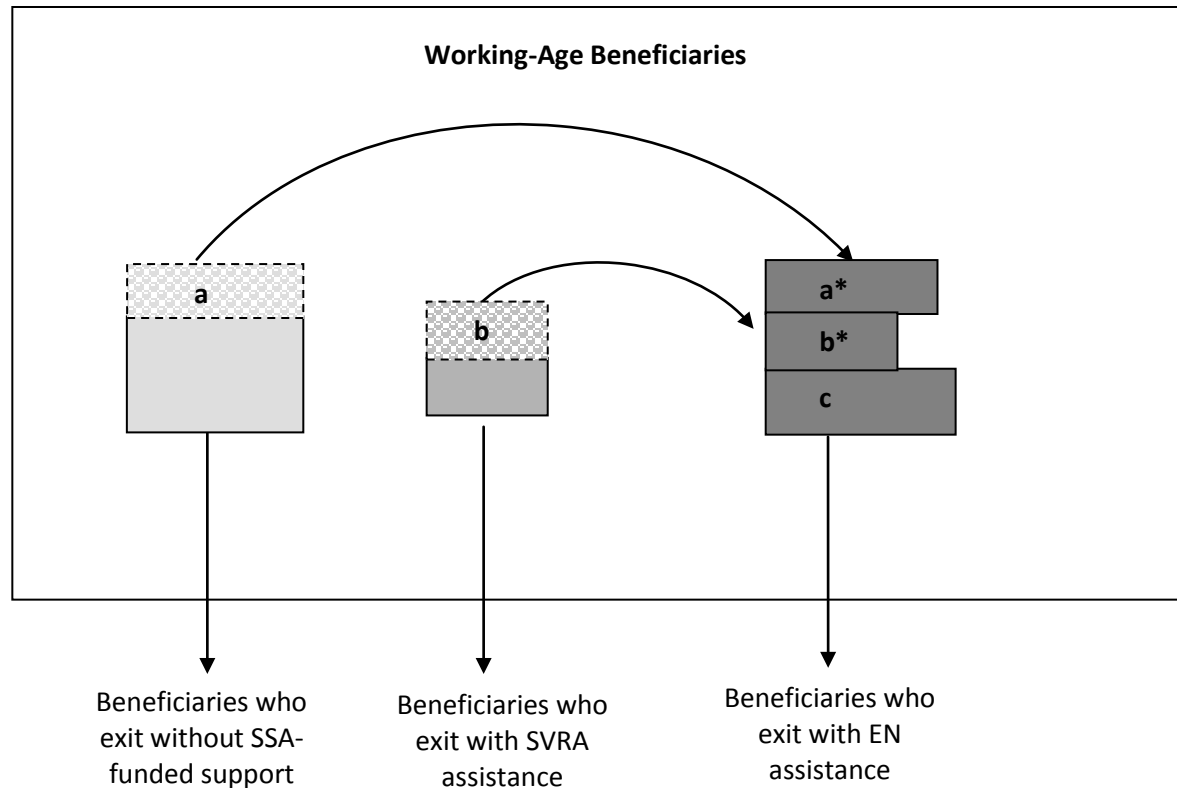 Working-Age Beneficiaries
a
b
a*
b*
c
Beneficiaries who
exit without SSA-
funded support
Beneficiaries who
exit with SVRA
assistance
Beneficiaries who
exit with EN
assistance